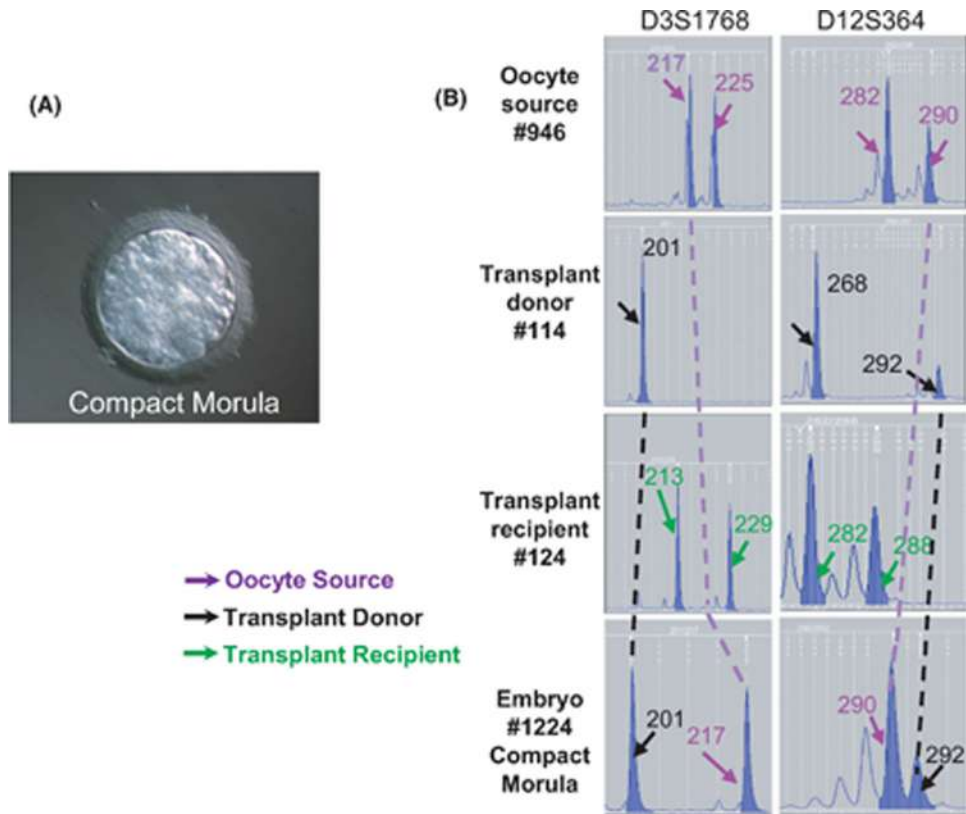 (A)
Compact Morula
(B)
D3S1768
D12S364
Oocyte
source
#946
217
225
282
290
Transplant
donor
#114
201
268
292
Transplant
recipient
#124
213
229
282
288
Oocyte Source
Transplant Donor
Transplant Recipient
Embryo
#1224
Compact
Morula
201
217
290
292